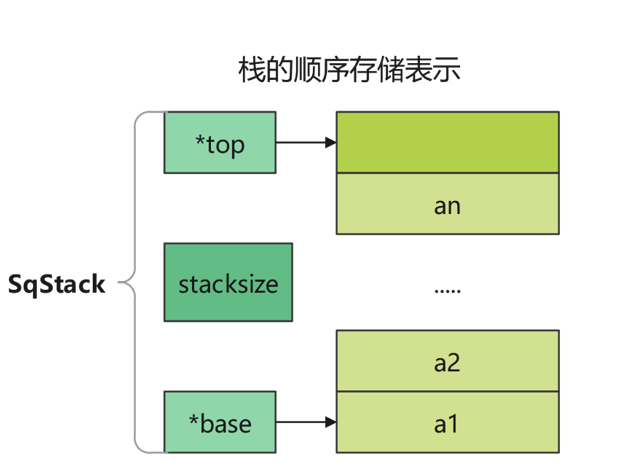 栈的顺序存储表示
*top
an
SqStack
stacksize
.....
a2
*base
a1